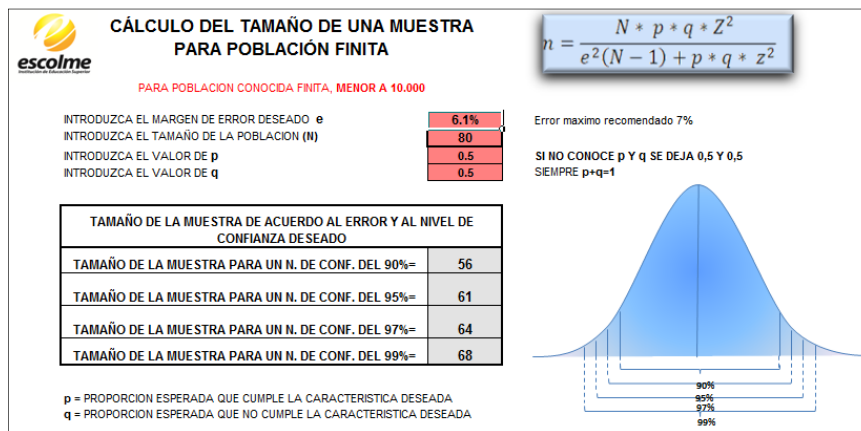 escolme
Institución de Educación Superior
CÁLCULO DEL TAMAÑO DE UNA MUESTRA
PARA POBLACIÓN FINITA
n = N * p * q * Z² / e²(N − 1) + p * q * z²
PARA POBLACION CONOCIDA FINITA, MENOR A 10.000
INTRODUZCA EL MARGEN DE ERROR DESEADO e 6.1% Error maximo recomendado 7%
INTRODUZCA EL TAMAÑO DE LA POBLACION (N) 80
INTRODUZCA EL VALOR DE p 0.5 SI NO CONOCE p Y q SE DEJA 0,5 Y 0,5
INTRODUZCA EL VALOR DE q 0.5 SIEMPRE p+q=1
TAMAÑO DE LA MUESTRA DE ACUERDO AL ERROR Y AL NIVEL DE
CONFIANZA DESEADO
TAMAÑO DE LA MUESTRA PARA UN N. DE CONF. DEL 90%= 56
TAMAÑO DE LA MUESTRA PARA UN N. DE CONF. DEL 95%= 61
TAMAÑO DE LA MUESTRA PARA UN N. DE CONF. DEL 97%= 64
TAMAÑO DE LA MUESTRA PARA UN N. DE CONF. DEL 99%= 68
90%
95%
97%
99%
p = PROPORCION ESPERADA QUE CUMPLE LA CARACTERISTICA DESEADA
q = PROPORCION ESPERADA QUE NO CUMPLE LA CARACTERISTICA DESEADA